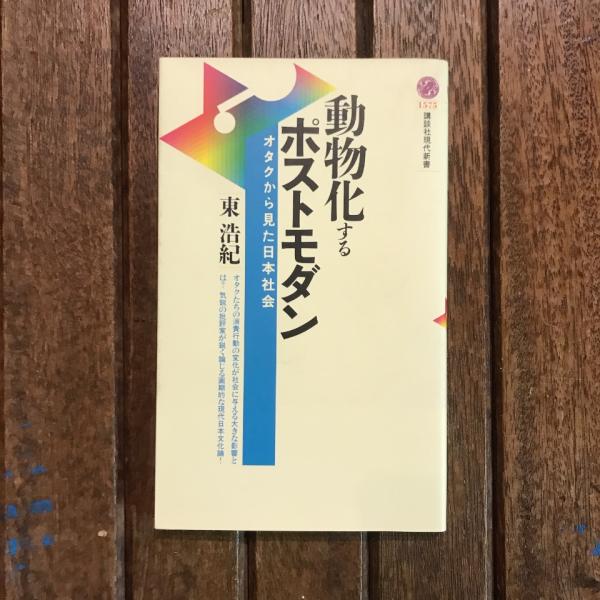 1575
講談社現代新書
動物化する
ポストモダン
オタクから見た日本社会
東 浩紀
オタクたちの消費行動の変化が社会に与える大きな影響と
は? 気鋭の批評家が鋭く論じる画期的な現代日本文化論!